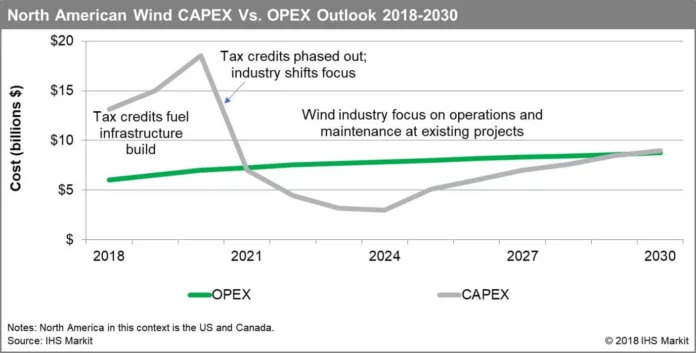 North American Wind CAPEX Vs. OPEX Outlook 2018-2030
Cost (billions $)
$20
$15
$10
$5
$
Tax credits phased out;
industry shifts focus
Tax credits fuel
infrastructure
build
Wind industry focus on operations and
maintenance at existing projects
2018
2021
2024
2027
2030
OPEX
CAPEX
Notes: North America in this context is the US and Canada.
Source: IHS Markit
© 2018 IHS Markit